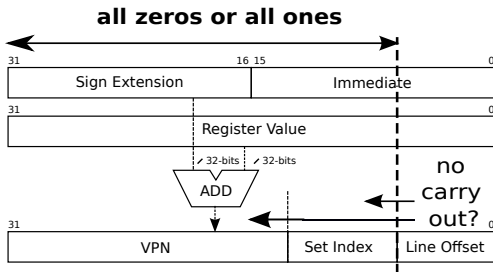 all zeros or all ones
31 16 15 0
Sign Extension Immediate
31 0
Register Value
32-bits 32-bits
ADD
no
carry
out?
31 0
VPN Set Index Line Offset